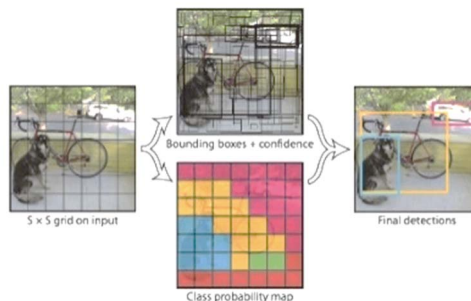 Bounding boxes + confidence
S × S grid on input
Final detections
Class probability map